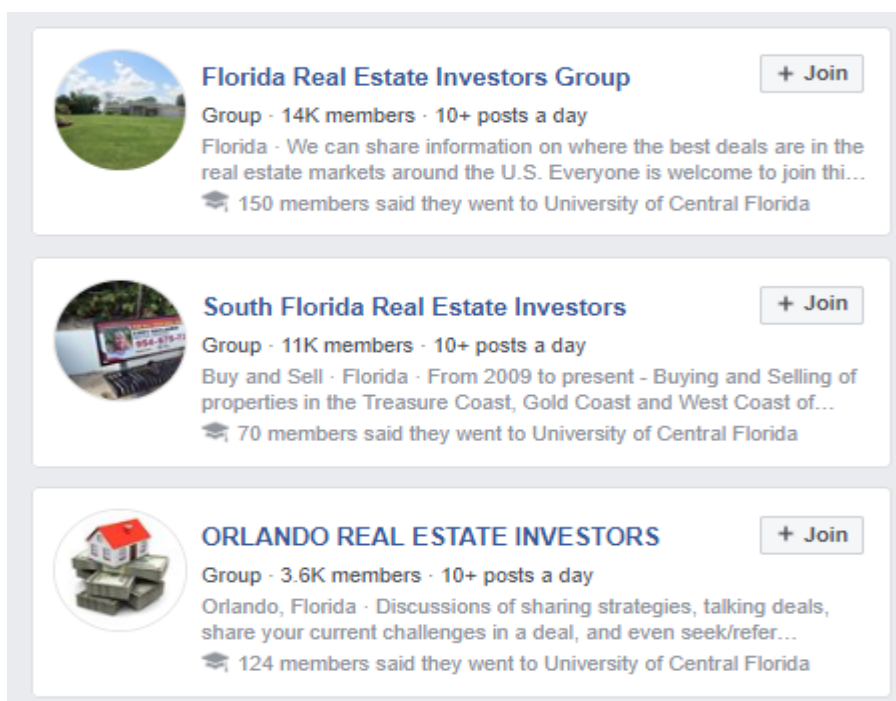 Florida Real Estate Investors Group
+ Join
Group · 14K members · 10+ posts a day
Florida · We can share information on where the best deals are in the
real estate markets around the U.S. Everyone is welcome to join thi...
150 members said they went to University of Central Florida
South Florida Real Estate Investors
+ Join
Group · 11K members · 10+ posts a day
Buy and Sell · Florida · From 2009 to present - Buying and Selling of
properties in the Treasure Coast, Gold Coast and West Coast of...
70 members said they went to University of Central Florida
ORLANDO REAL ESTATE INVESTORS
+ Join
Group · 3.6K members · 10+ posts a day
Orlando, Florida · Discussions of sharing strategies, talking deals,
share your current challenges in a deal, and even seek/refer...
124 members said they went to University of Central Florida